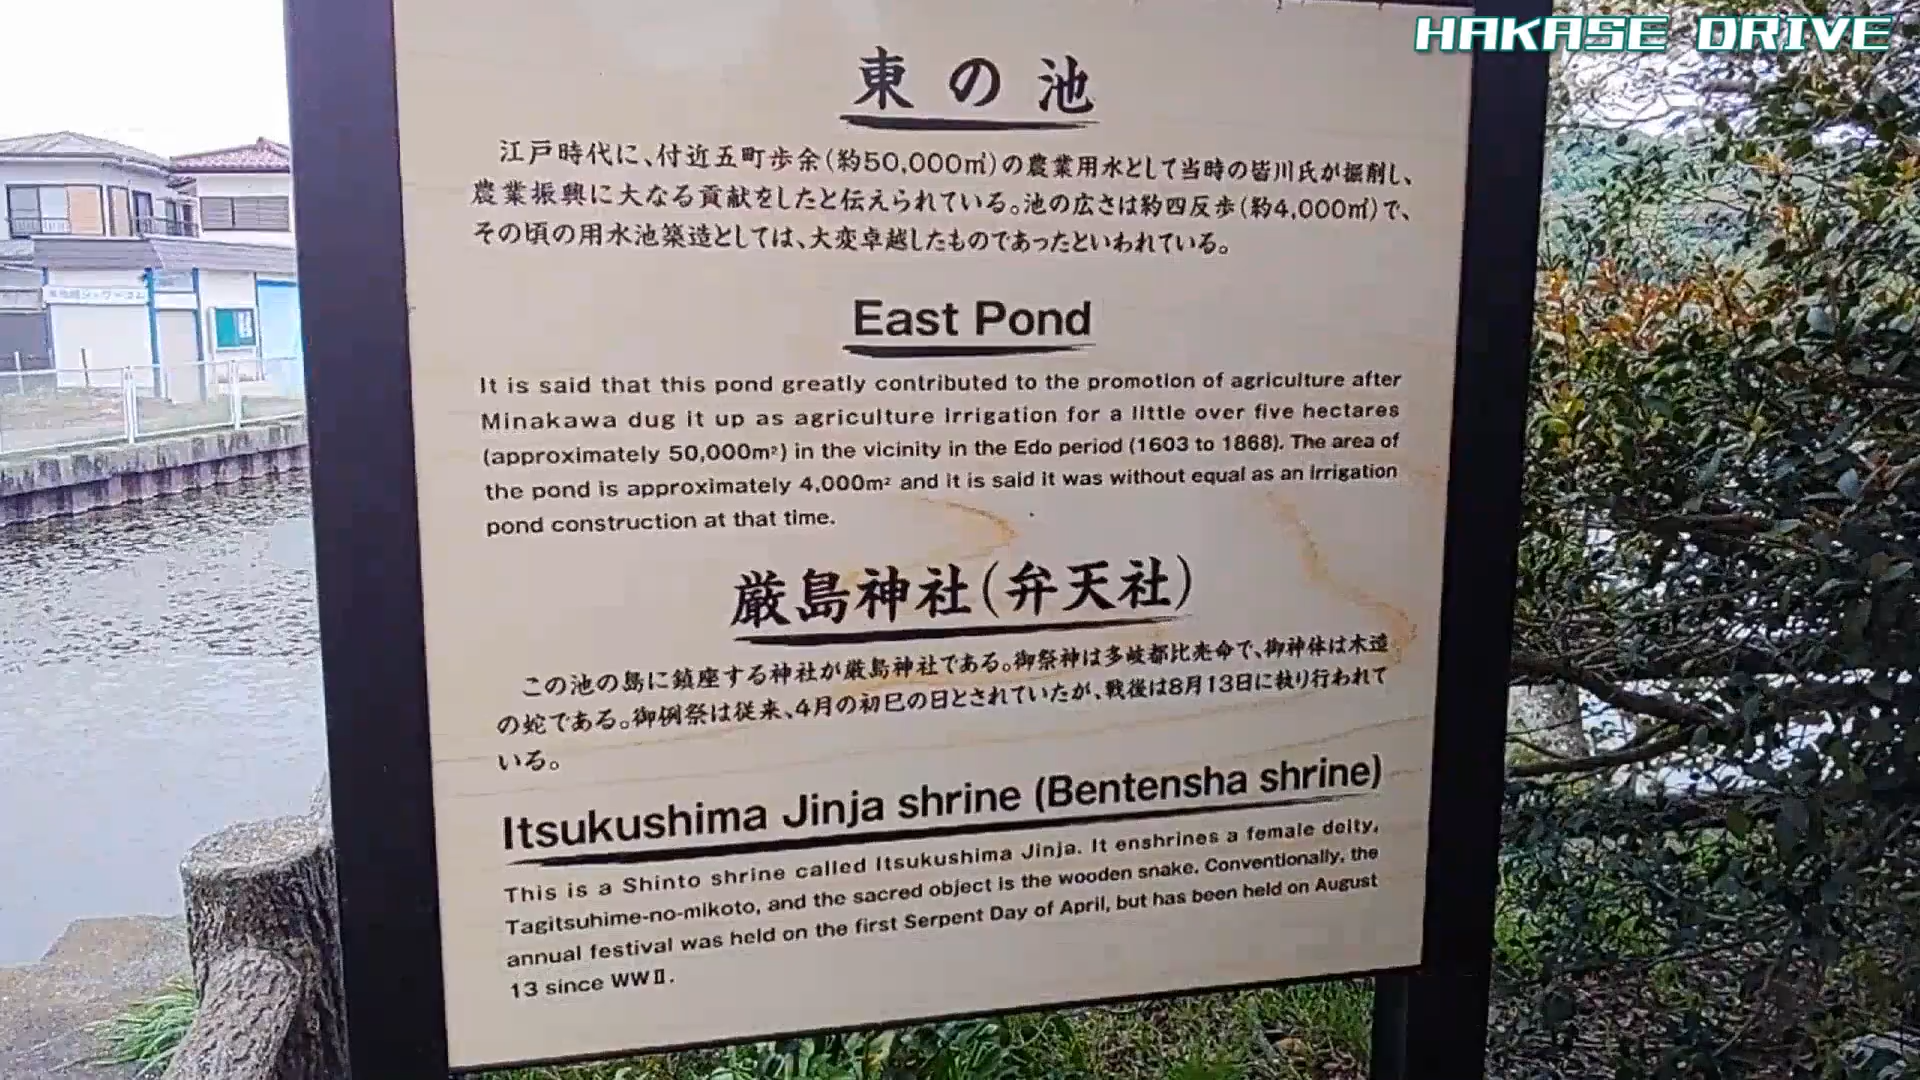 HAKASE DRIVE
東の池
江戸時代に、付近五町歩余(約50,000㎡)の農業用水として当時の皆川氏が掘削し、
農業振興に大なる貢献をしたと伝えられている。池の広さは約四反歩(約4,000㎡)で、
その頃の用水池築造としては、大変卓越したものであったといわれている。
East Pond
It is said that this pond greatly contributed to the promotion of agriculture after
Minakawa dug it up as agriculture irrigation for a little over five hectares
(approximately 50,000m²) in the vicinity in the Edo period (1603 to 1868). The area of
the pond is approximately 4,000m² and it is said it was without equal as an irrigation
pond construction at that time.
厳島神社(弁天社)
この池の島に鎮座する神社が厳島神社である。御祭神は多岐都比売命で、御神体は木造
の蛇である。御例祭は従来、4月の初巳の日とされていたが、戦後は8月13日に執り行われて
いる。
Itsukushima Jinja shrine (Bentensha shrine)
This is a Shinto shrine called Itsukushima Jinja. It enshrines a female deity,
Tagitsuhime-no-mikoto, and the sacred object is the wooden snake. Conventionally, the
annual festival was held on the first Serpent Day of April, but has been held on August
13 since WWⅡ.